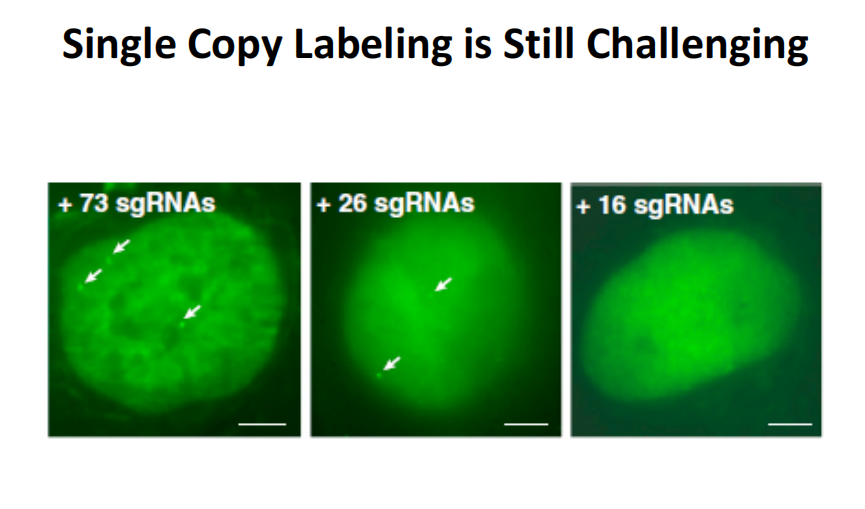 Single Copy Labeling is Still Challenging
+ 73 sgRNAs
+ 26 sgRNAs
+ 16 sgRNAs